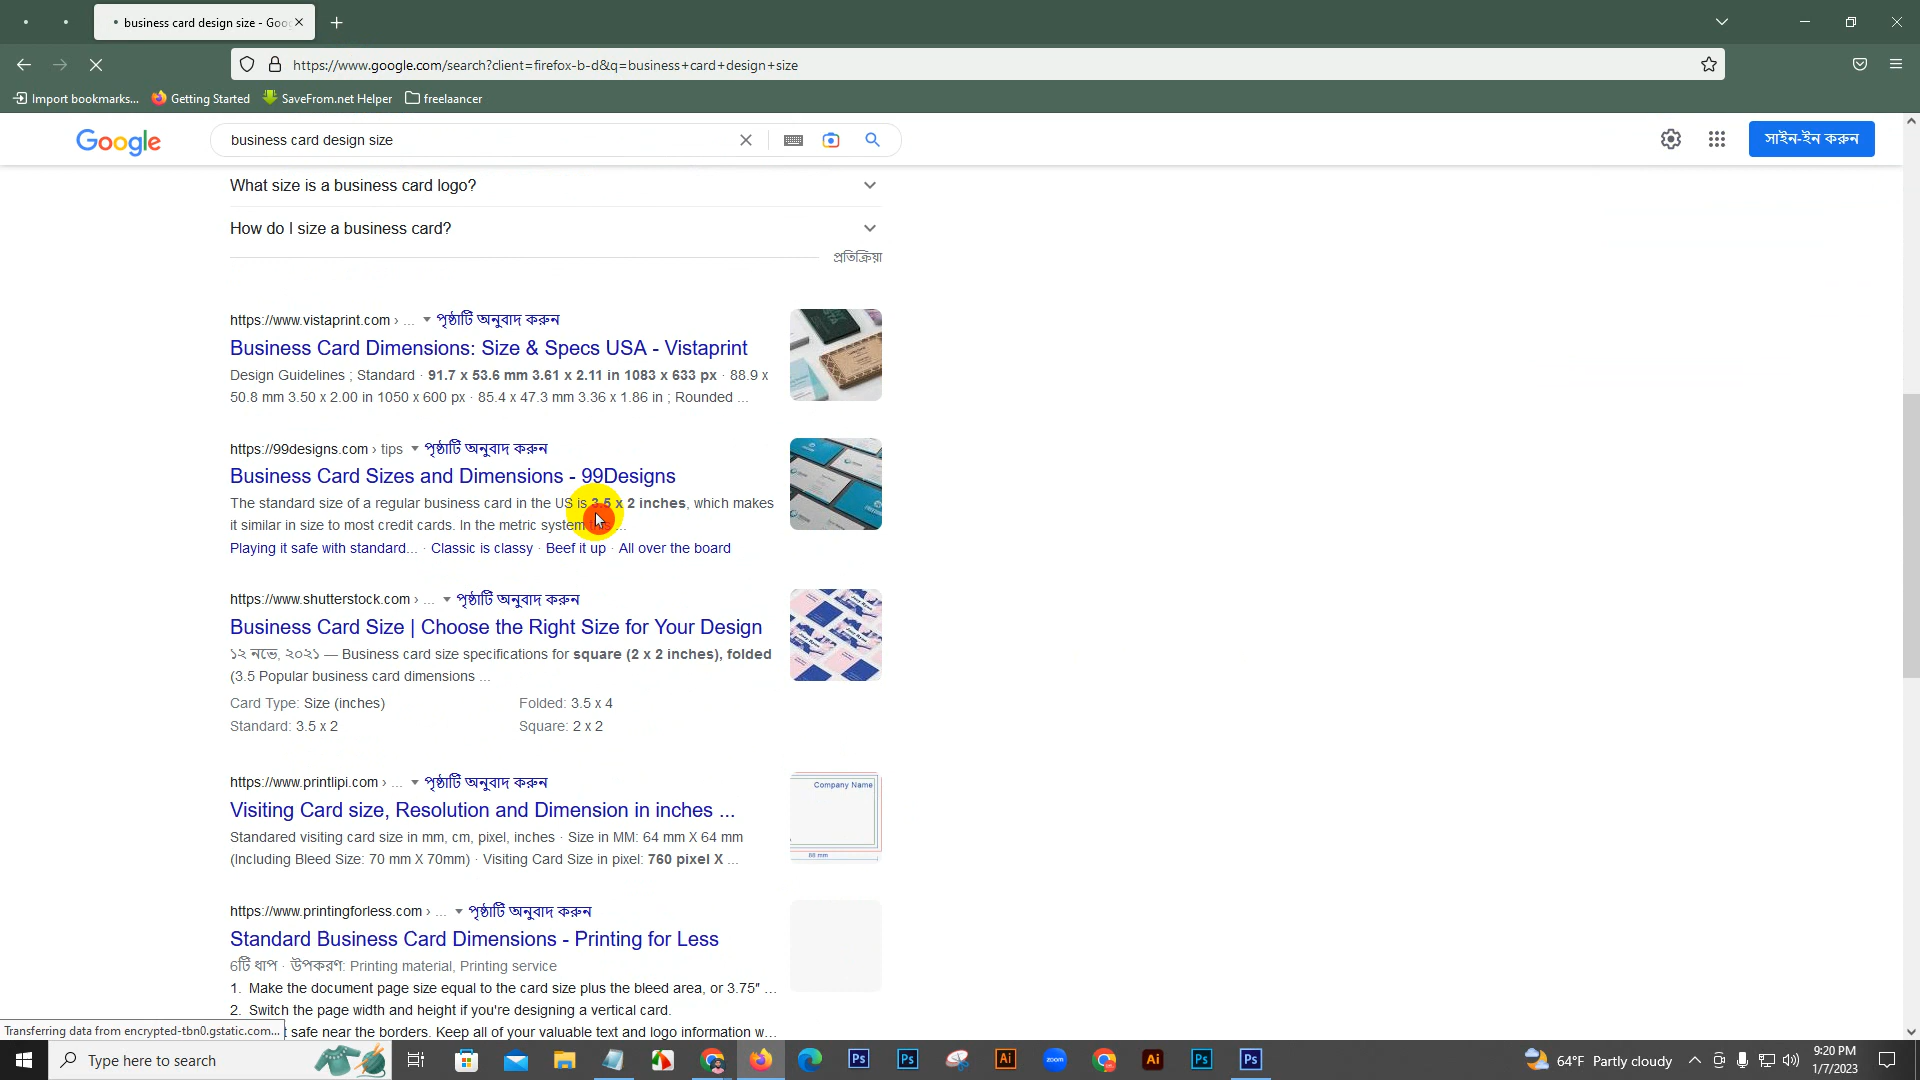 business card design size - Goo
https://www.google.com/search?client=firefox-b-d&q=business+card+design+size
Import bookmarks...
Getting Started
SaveFrom.net Helper
freelaancer
Google
business card design size
সাইন-ইন করুন
What size is a business card logo?
How do I size a business card?
প্রতিক্রিয়া
https://www.vistaprint.com › ... পৃষ্ঠাটি অনুবাদ করুন
Business Card Dimensions: Size & Specs USA - Vistaprint
Design Guidelines ; Standard · 91.7 x 53.6 mm 3.61 x 2.11 in 1083 x 633 px · 88.9 x
50.8 mm 3.50 x 2.00 in 1050 x 600 px · 85.4 x 47.3 mm 3.36 x 1.86 in ; Rounded ...
https://99designs.com › tips পৃষ্ঠাটি অনুবাদ করুন
Business Card Sizes and Dimensions - 99Designs
The standard size of a regular business card in the US is 3.5 x 2 inches, which makes
it similar in size to most credit cards. In the metric system ...
Playing it safe with standard... · Classic is classy · Beef it up · All over the board
https://www.shutterstock.com › ... পৃষ্ঠাটি অনুবাদ করুন
Business Card Size | Choose the Right Size for Your Design
১২ নভে, ২০২১ — Business card size specifications for square (2 x 2 inches), folded
(3.5 Popular business card dimensions ...
Card Type: Size (inches)
Folded: 3.5 x 4
Standard: 3.5 x 2
Square: 2 x 2
https://www.printlipi.com › ... পৃষ্ঠাটি অনুবাদ করুন
Company Name
Visiting Card size, Resolution and Dimension in inches ...
Standared visiting card size in mm, cm, pixel, inches · Size in MM: 64 mm X 64 mm
(Including Bleed Size: 70 mm X 70mm) · Visiting Card Size in pixel: 760 pixel X ...
88 mm
https://www.printingforless.com › ... পৃষ্ঠাটি অনুবাদ করুন
Standard Business Card Dimensions - Printing for Less
6টি ধাপ · উপকরণ: Printing material, Printing service
1. Make the document page size equal to the card size plus the bleed area, or 3.75″ ...
2. Switch the page width and height if you're designing a vertical card.
safe near the borders. Keep all of your valuable text and logo information w...
Transferring data from encrypted-tbn0.gstatic.com...
Type here to search
Ps
Ps
Ai
zoom
Ai
Ps
Ps
64°F Partly cloudy
9:20 PM
1/7/2023